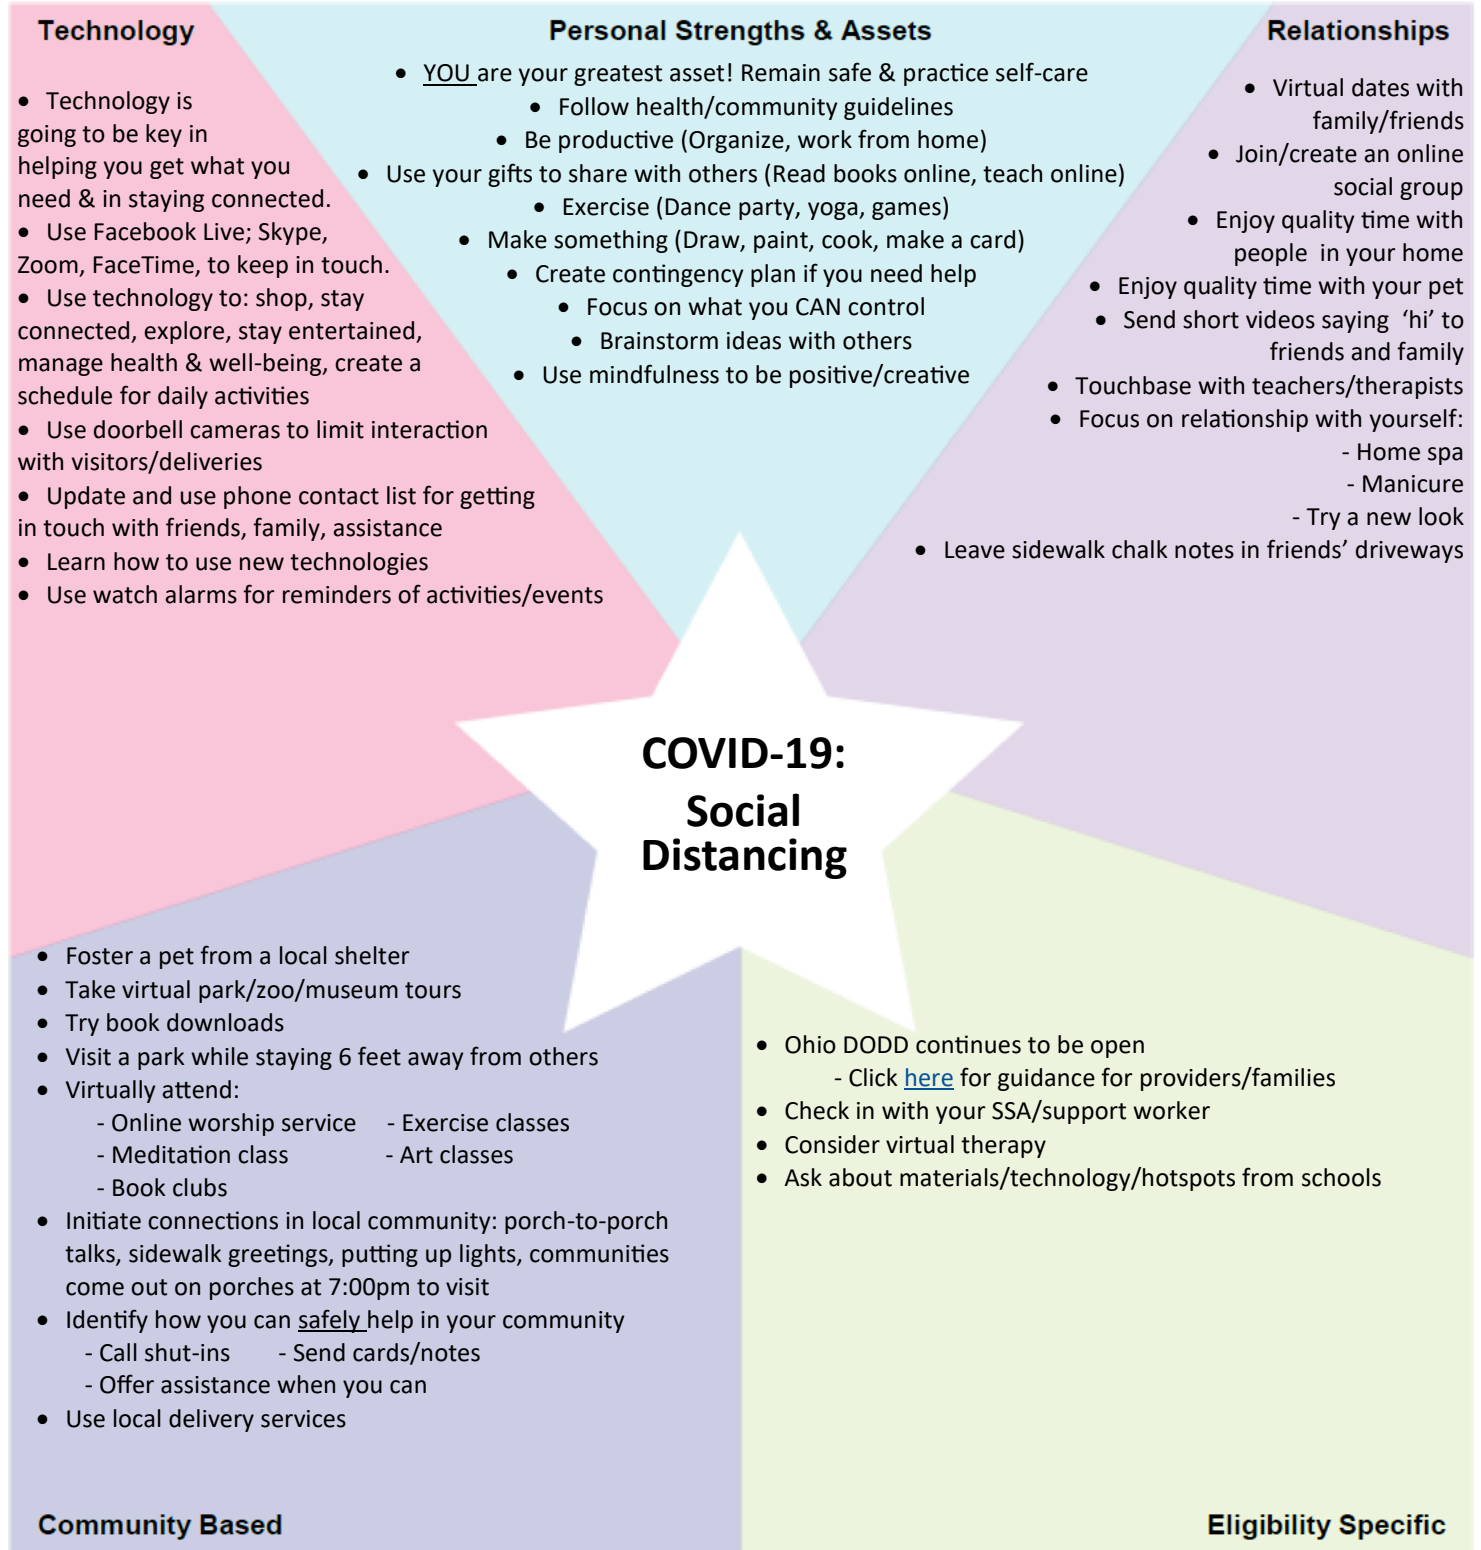 Technology
• Technology is
going to be key in
helping you get what you
need & in staying connected.
• Use Facebook Live; Skype,
Zoom, FaceTime, to keep in touch.
• Use technology to: shop, stay
connected, explore, stay entertained,
manage health & well-being, create a
schedule for daily activities
• Use doorbell cameras to limit interaction
with visitors/deliveries
• Update and use phone contact list for getting
in touch with friends, family, assistance
• Learn how to use new technologies
• Use watch alarms for reminders of activities/events
Personal Strengths & Assets
• YOU are your greatest asset! Remain safe & practice self-care
• Follow health/community guidelines
• Be productive (Organize, work from home)
• Use your gifts to share with others (Read books online, teach online)
• Exercise (Dance party, yoga, games)
• Make something (Draw, paint, cook, make a card)
• Create contingency plan if you need help
• Focus on what you CAN control
• Brainstorm ideas with others
• Use mindfulness to be positive/creative
Relationships
• Virtual dates with
family/friends
• Join/create an online
social group
• Enjoy quality time with
people in your home
• Enjoy quality time with your pet
• Send short videos saying ‘hi’ to
friends and family
• Touchbase with teachers/therapists
• Focus on relationship with yourself:
- Home spa
- Manicure
- Try a new look
• Leave sidewalk chalk notes in friends’ driveways
COVID-19:
Social
Distancing
• Foster a pet from a local shelter
• Take virtual park/zoo/museum tours
• Try book downloads
• Visit a park while staying 6 feet away from others
• Virtually attend:
- Online worship service - Exercise classes
- Meditation class - Art classes
- Book clubs
• Initiate connections in local community: porch-to-porch
talks, sidewalk greetings, putting up lights, communities
come out on porches at 7:00pm to visit
• Identify how you can safely help in your community
- Call shut-ins - Send cards/notes
- Offer assistance when you can
• Use local delivery services
Community Based
• Ohio DODD continues to be open
- Click here for guidance for providers/families
• Check in with your SSA/support worker
• Consider virtual therapy
• Ask about materials/technology/hotspots from schools
Eligibility Specific